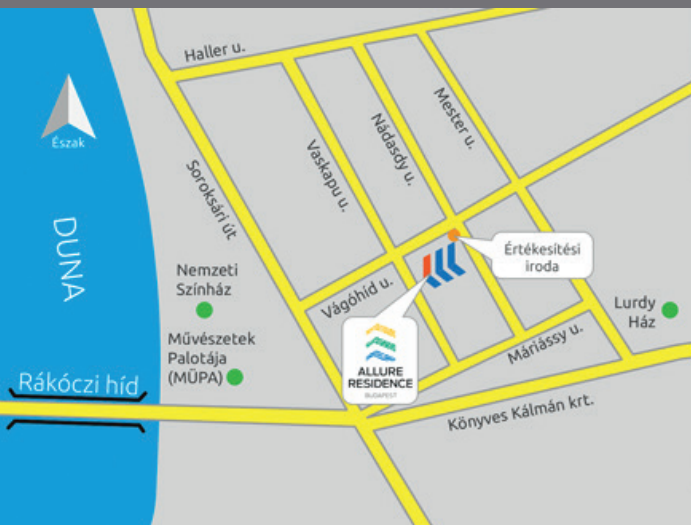 Haller u.
Észak
Mester u.
Nádasdy u.
Vaskapu u.
Soroksári út
DUNA
Értékesítési
iroda
Nemzeti
Színház
Vágóhíd u.
Lurdy
Ház
Művészetek
Palotája
(MŰPA)
Máriássy u.
ALLURE
RESIDENCE
BUDAPEST
Rákóczi híd
Könyves Kálmán krt.